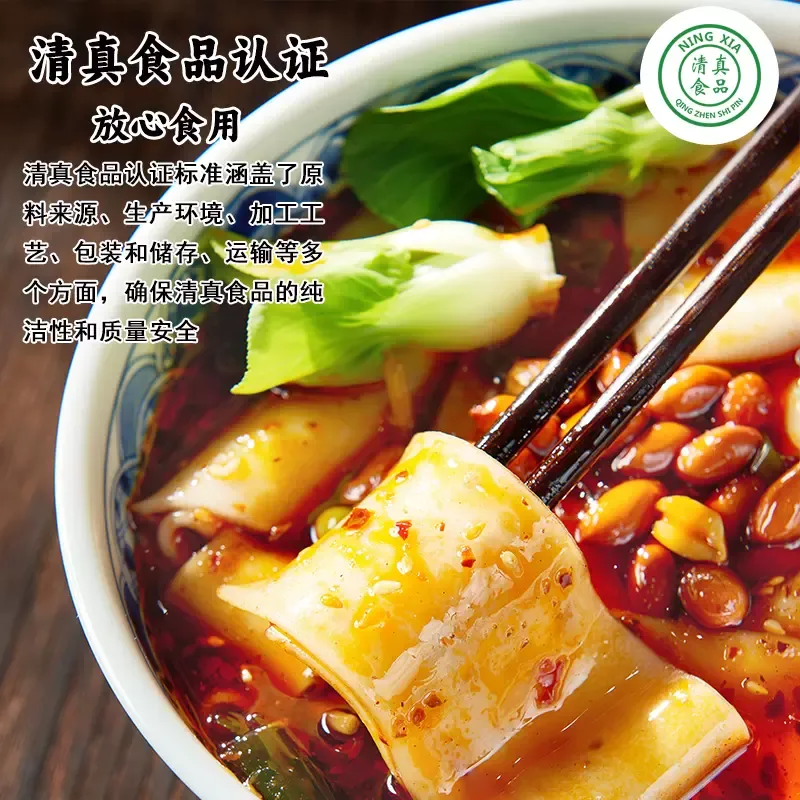 清真食品认证
放心食用
清真食品认证标准涵盖了原
料来源、生产环境、加工工
艺、包装和储存、运输等多
个方面，确保清真食品的纯
洁性和质量安全
NING XIA
清真
食品
QING ZHEN SHI PIN